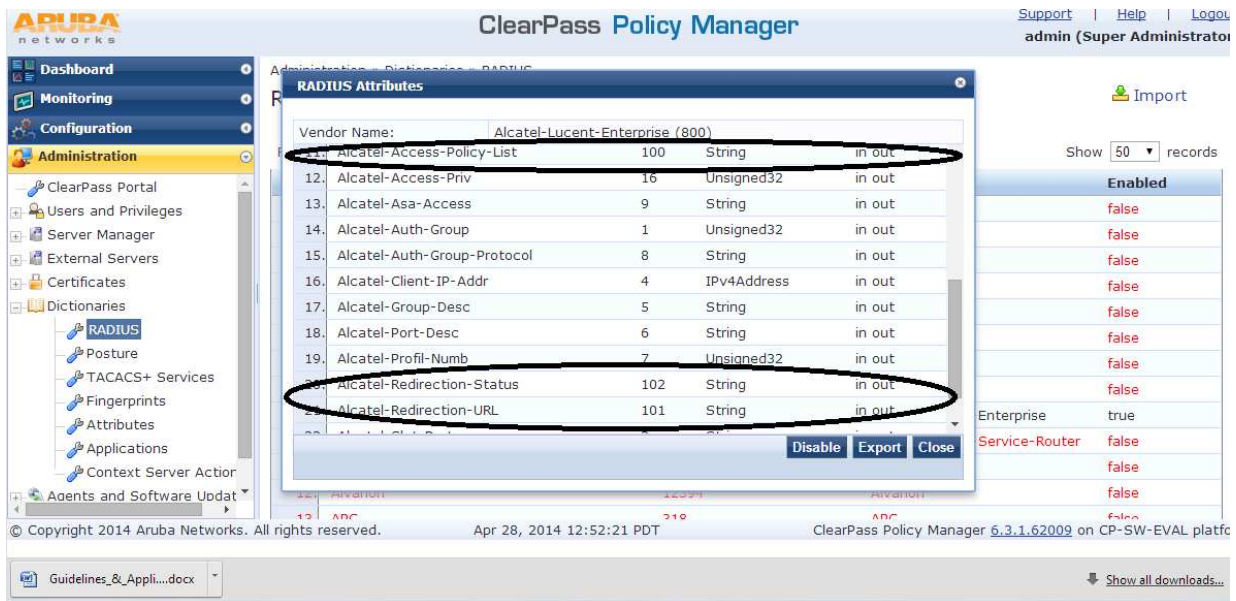 ARUBA
networks
ClearPass Policy Manager
Support | Help | Logou
admin (Super Administrator
Dashboard
Monitoring
Configuration
Administration
ClearPass Portal
Users and Privileges
Server Manager
External Servers
Certificates
Dictionaries
RADIUS
Posture
TACACS+ Services
Fingerprints
Attributes
Applications
Context Server Action
Agents and Software Updat
Administration » Dictionaries » RADIUS
R
Import
Show 50 records
Enabled
false
false
false
false
false
false
false
false
Enterprise true
Service-Router false
false
false
RADIUS Attributes
Vendor Name: Alcatel-Lucent-Enterprise (800)
11. Alcatel-Access-Policy-List 100 String in out
12. Alcatel-Access-Priv 16 Unsigned32 in out
13. Alcatel-Asa-Access 9 String in out
14. Alcatel-Auth-Group 1 Unsigned32 in out
15. Alcatel-Auth-Group-Protocol 8 String in out
16. Alcatel-Client-IP-Addr 4 IPv4Address in out
17. Alcatel-Group-Desc 5 String in out
18. Alcatel-Port-Desc 6 String in out
19. Alcatel-Profil-Numb 7 Unsigned32 in out
20. Alcatel-Redirection-Status 102 String in out
21. Alcatel-Redirection-URL 101 String in out
Disable Export Close
© Copyright 2014 Aruba Networks. All rights reserved. Apr 28, 2014 12:52:21 PDT ClearPass Policy Manager 6.3.1.62009 on CP-SW-EVAL platfo
Guidelines_&_Appli....docx
Show all downloads...